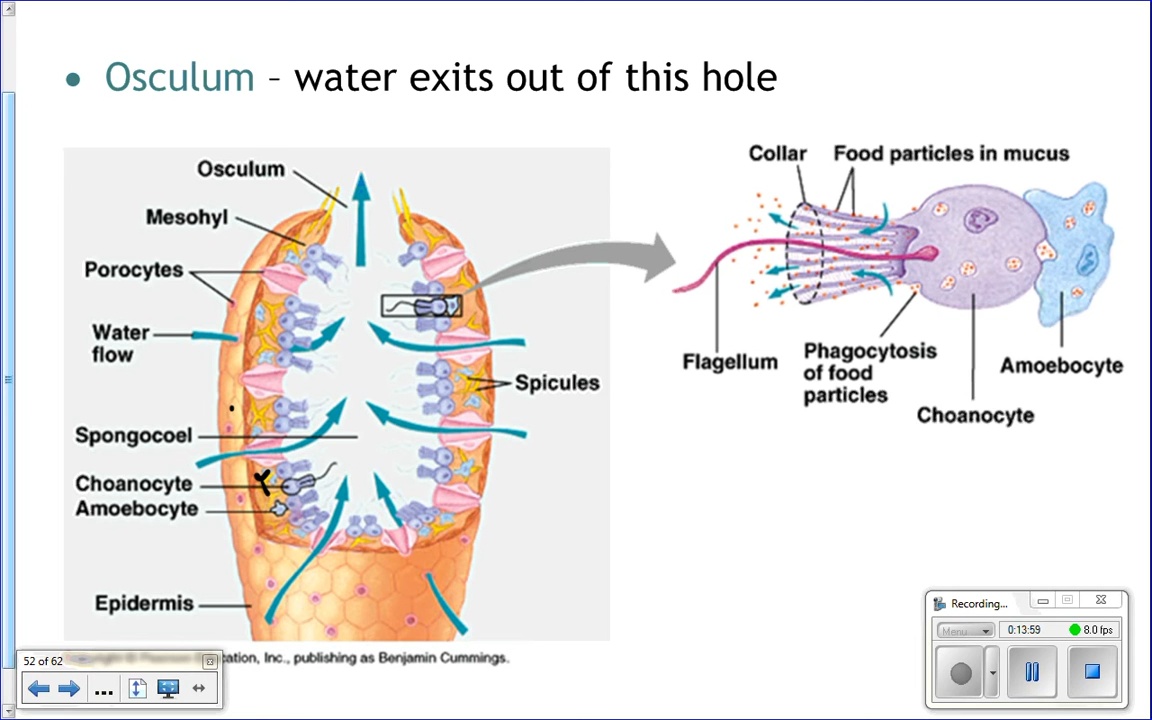 • Osculum – water exits out of this hole
Osculum
Mesohyl
Porocytes
Water
flow
Spongocoel
Choanocyte
Amoebocyte
Epidermis
Spicules
Collar
Food particles in mucus
Flagellum
Phagocytosis
of food
particles
Choanocyte
Amoebocyte
Inc., publishing as Benjamin Cummings.
52 of 62
...
Recording...
Menu
0:13:59
8.0 fps